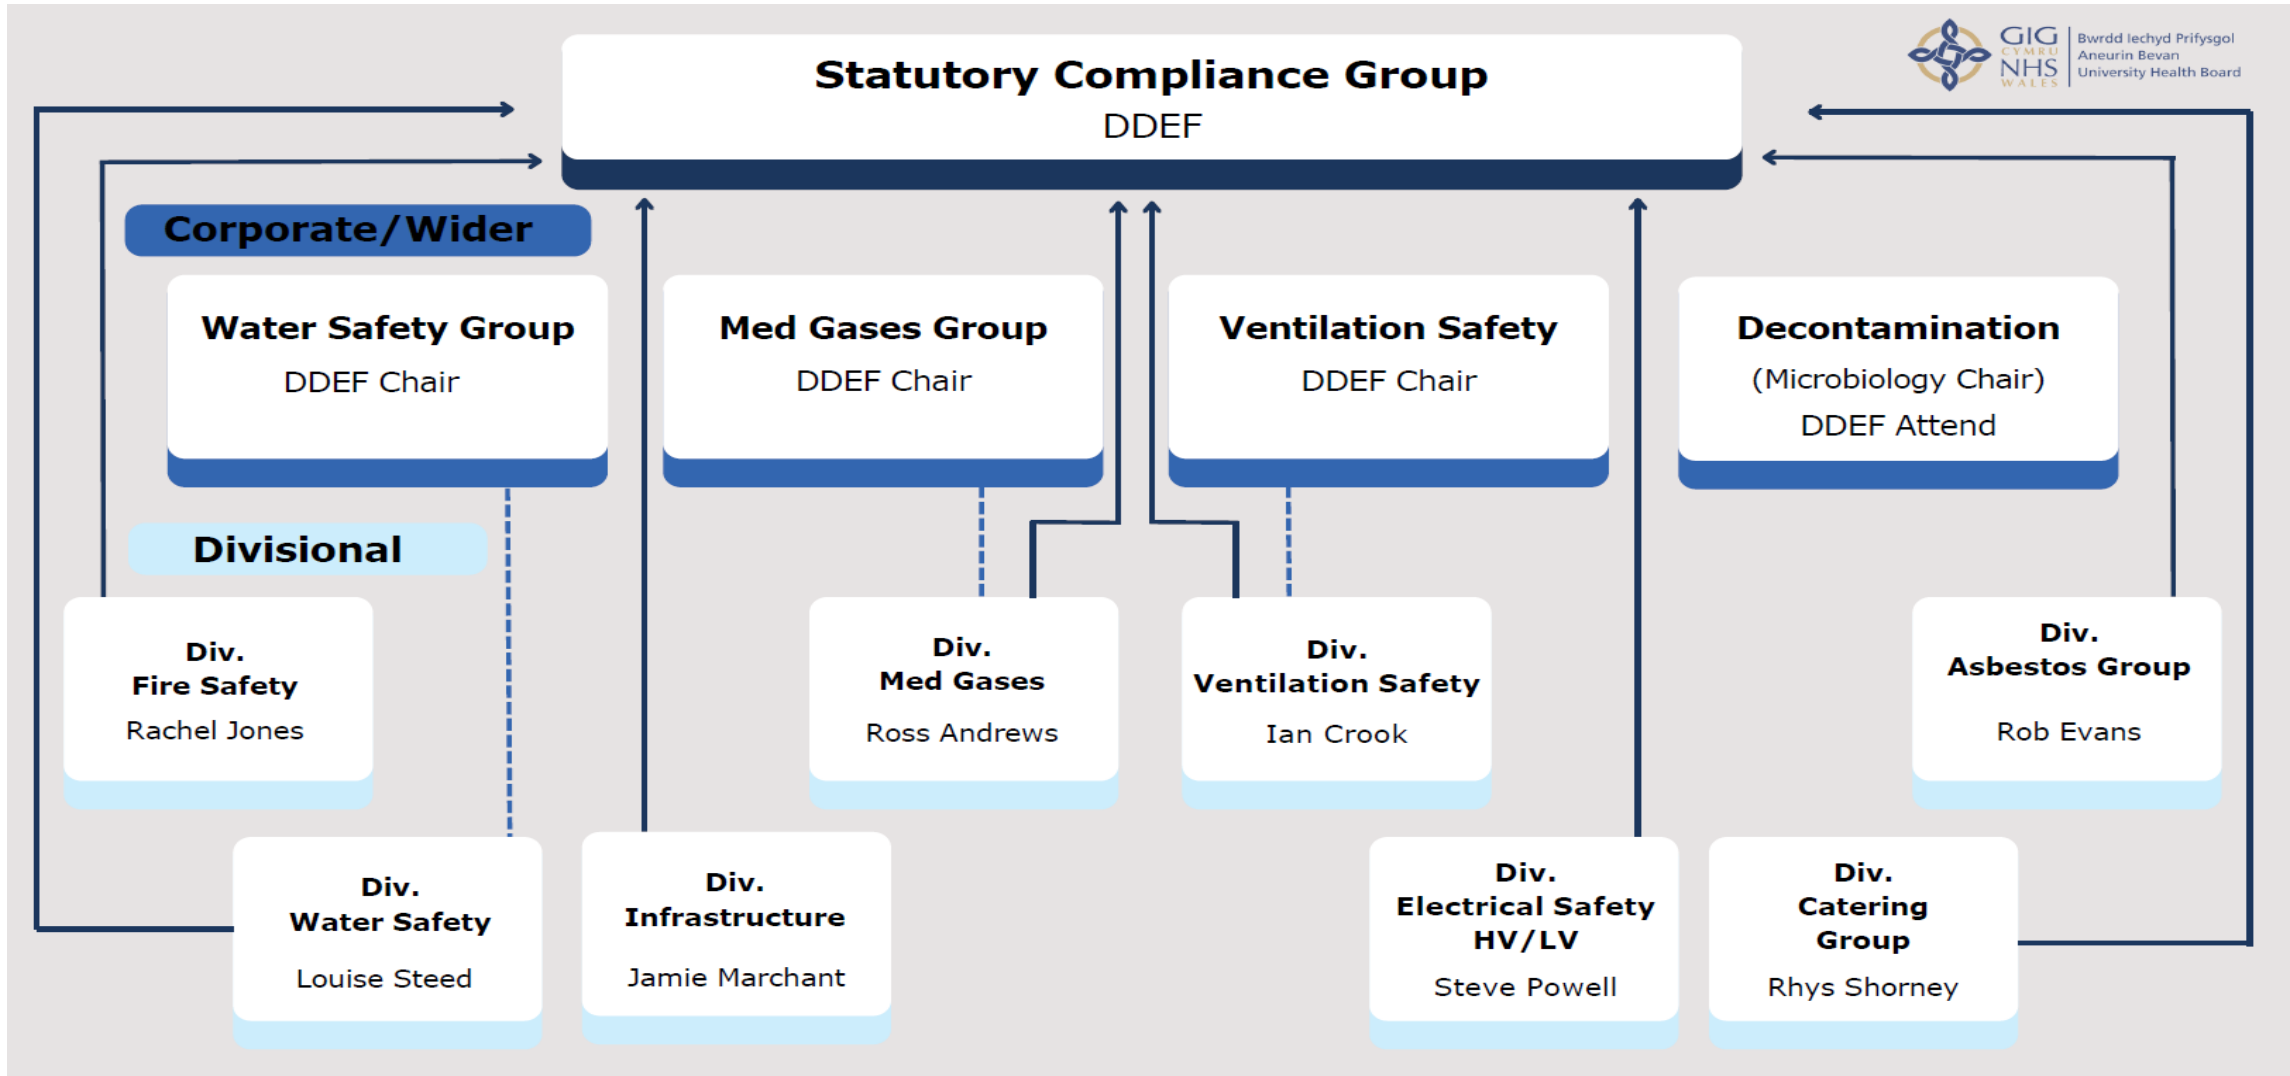 GIG
CYMRU
NHS
WALES
Bwrdd Iechyd Prifysgol
Aneurin Bevan
University Health Board
Statutory Compliance Group
DDEF
Corporate/Wider
Water Safety Group
DDEF Chair
Med Gases Group
DDEF Chair
Ventilation Safety
DDEF Chair
Decontamination
(Microbiology Chair)
DDEF Attend
Divisional
Div.
Fire Safety
Rachel Jones
Div.
Med Gases
Ross Andrews
Div.
Ventilation Safety
Ian Crook
Div.
Asbestos Group
Rob Evans
Div.
Water Safety
Louise Steed
Div.
Infrastructure
Jamie Marchant
Div.
Electrical Safety
HV/LV
Steve Powell
Div.
Catering
Group
Rhys Shorney